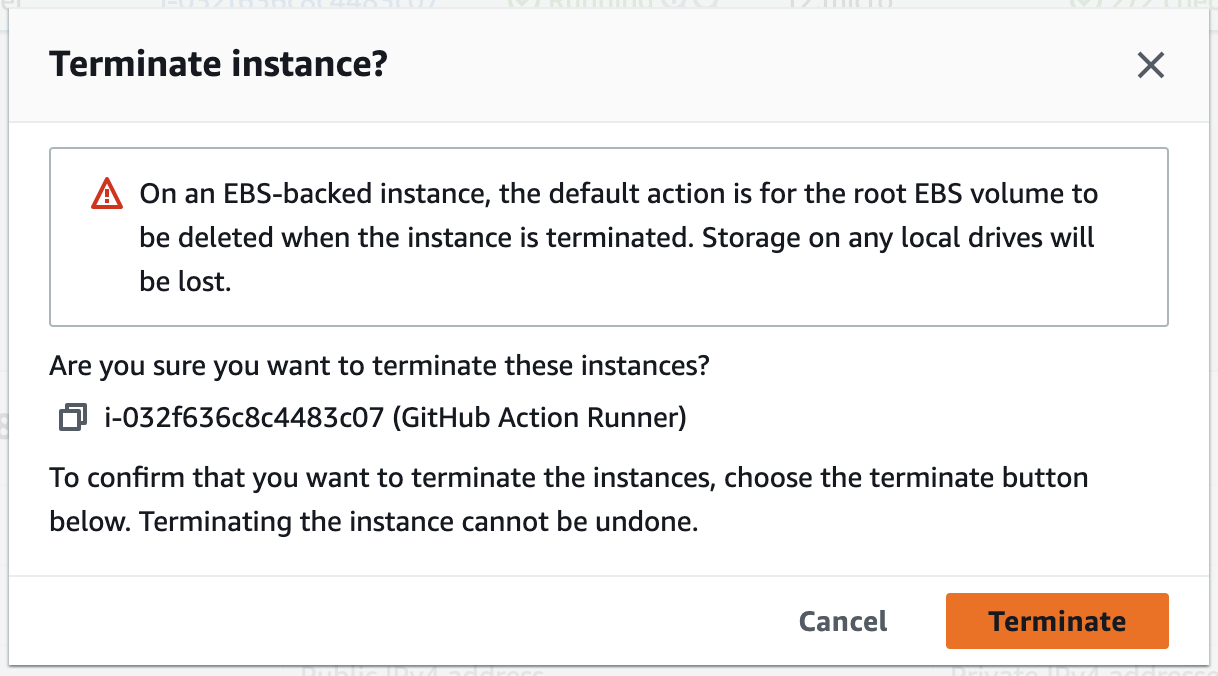 Terminate instance?
On an EBS-backed instance, the default action is for the root EBS volume to
be deleted when the instance is terminated. Storage on any local drives will
be lost.
Are you sure you want to terminate these instances?
i-032f636c8c4483c07 (GitHub Action Runner)
To confirm that you want to terminate the instances, choose the terminate button
below. Terminating the instance cannot be undone.
Cancel Terminate
Public IPv4 address